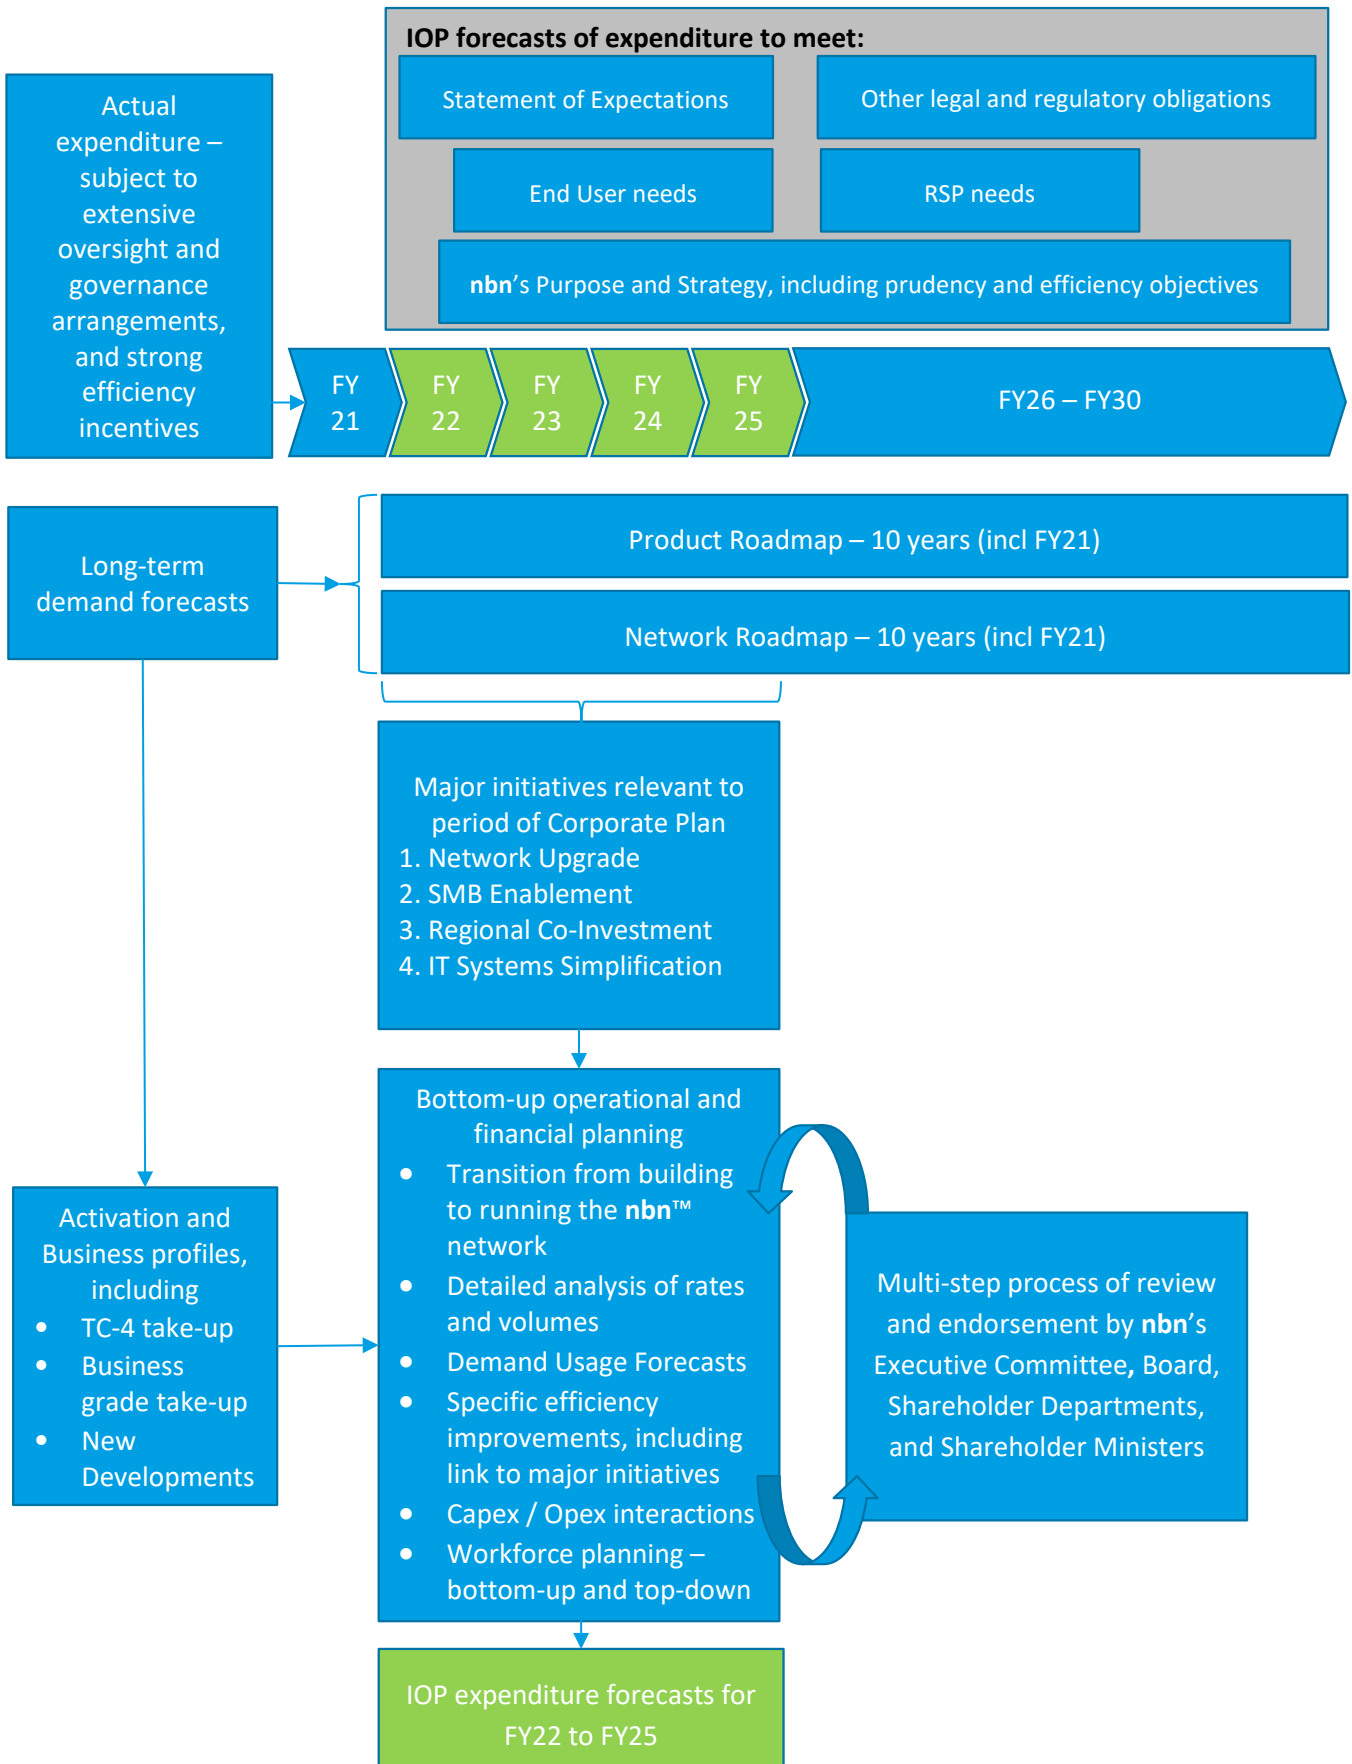 IOP forecasts of expenditure to meet:
Statement of Expectations
Other legal and regulatory obligations
End User needs
RSP needs
nbn's Purpose and Strategy, including prudency and efficiency objectives
Actual
expenditure –
subject to
extensive
oversight and
governance
arrangements,
and strong
efficiency
incentives
FY
21
FY
22
FY
23
FY
24
FY
25
FY26 – FY30
Long-term
demand forecasts
Product Roadmap – 10 years (incl FY21)
Network Roadmap – 10 years (incl FY21)
Major initiatives relevant to
period of Corporate Plan
1. Network Upgrade
2. SMB Enablement
3. Regional Co-Investment
4. IT Systems Simplification
Activation and
Business profiles,
including
• TC-4 take-up
• Business
grade take-up
• New
Developments
Bottom-up operational and
financial planning
• Transition from building
to running the nbn™
network
• Detailed analysis of rates
and volumes
• Demand Usage Forecasts
• Specific efficiency
improvements, including
link to major initiatives
• Capex / Opex interactions
• Workforce planning –
bottom-up and top-down
Multi-step process of review
and endorsement by nbn's
Executive Committee, Board,
Shareholder Departments,
and Shareholder Ministers
IOP expenditure forecasts for
FY22 to FY25